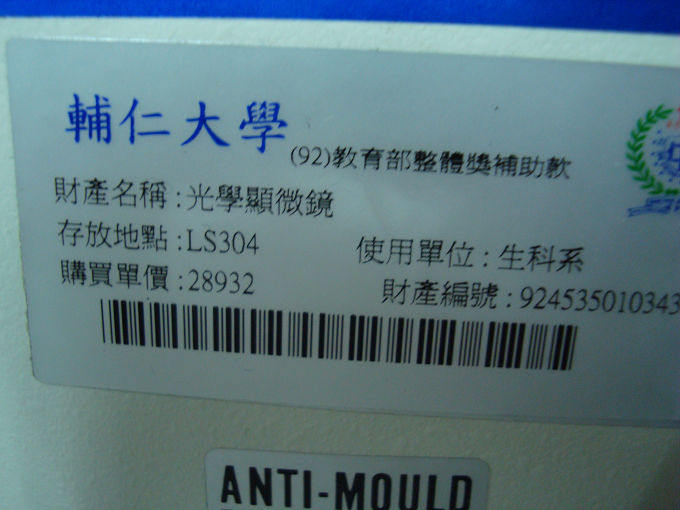 輔仁大學
(92)教育部整體獎補助款
財產名稱:光學顯微鏡
存放地點:LS304 使用單位:生科系
購買單價:28932 財產編號:924535010343
ANTI-MOULD